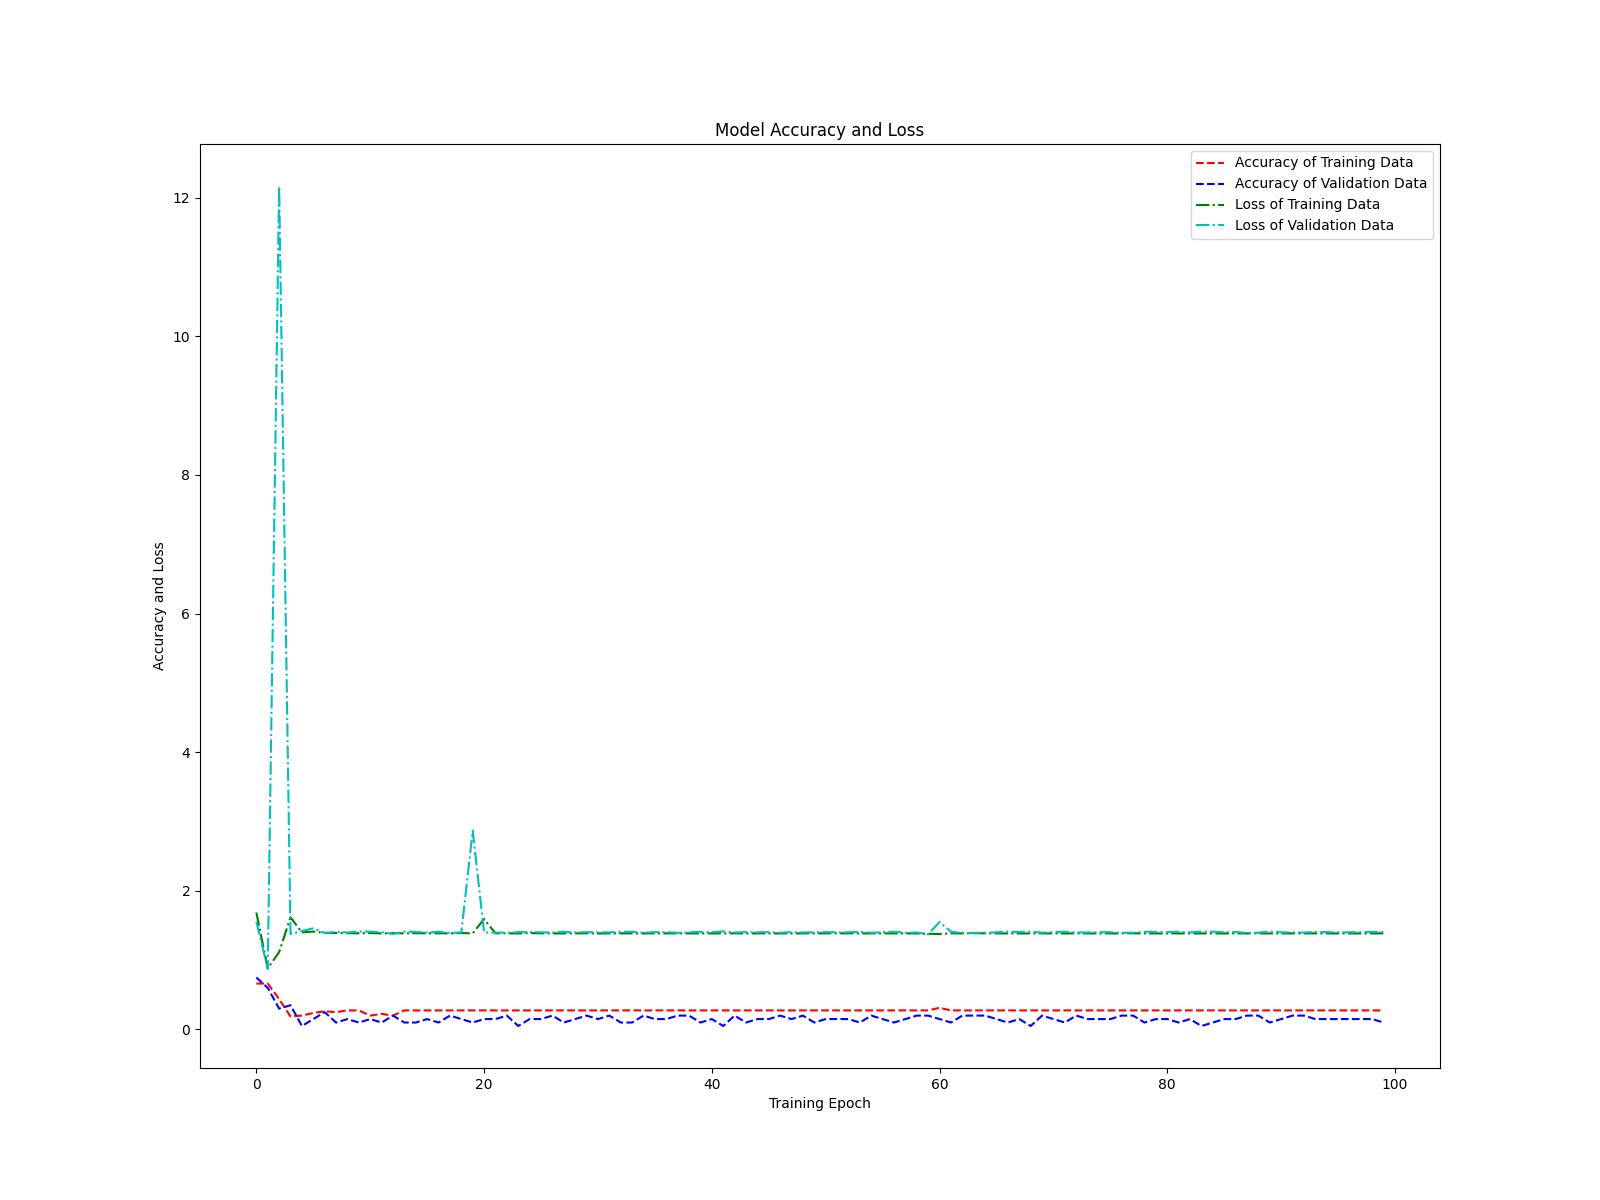 Model Accuracy and Loss
Accuracy of Training Data
Accuracy of Validation Data
Loss of Training Data
Loss of Validation Data
12
10
8
6
4
2
0
Accuracy and Loss
0 20 40 60 80 100
Training Epoch